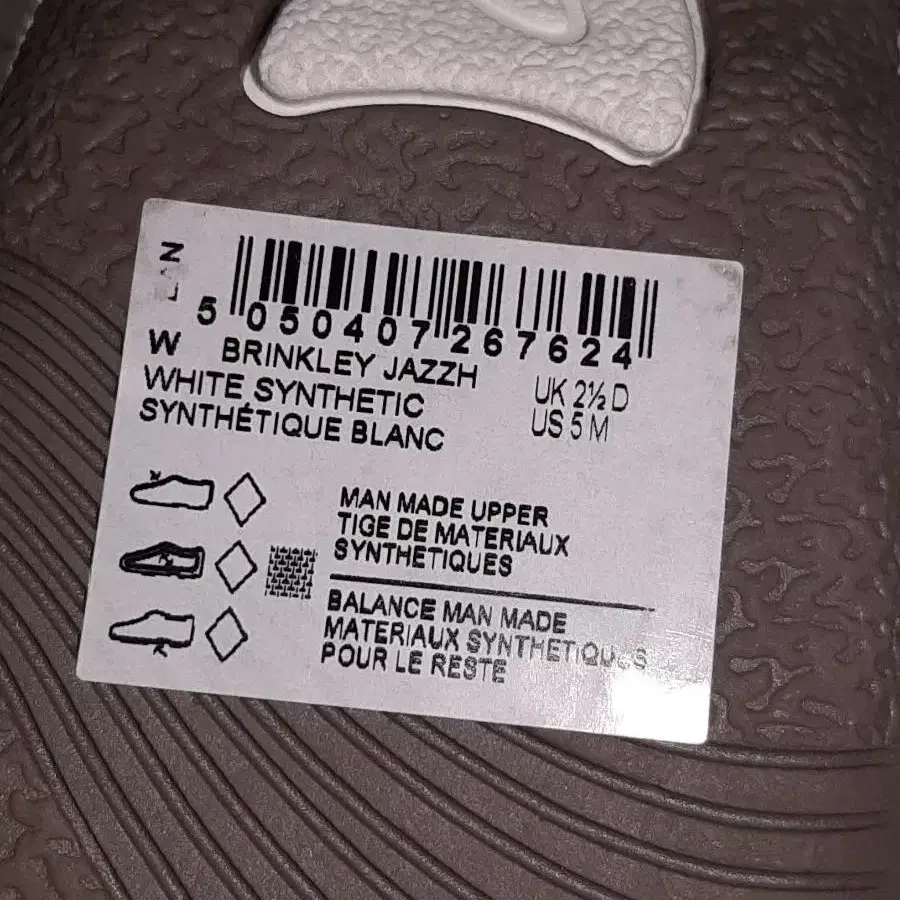 5 050407 267624
W BRINKLEY JAZZH
WHITE SYNTHETIC
SYNTHÉTIQUE BLANC
UK 2½ D
US 5 M
MAN MADE UPPER
TIGE DE MATERIAUX
SYNTHETIQUES
BALANCE MAN MADE
MATERIAUX SYNTHETIQUES
POUR LE RESTE